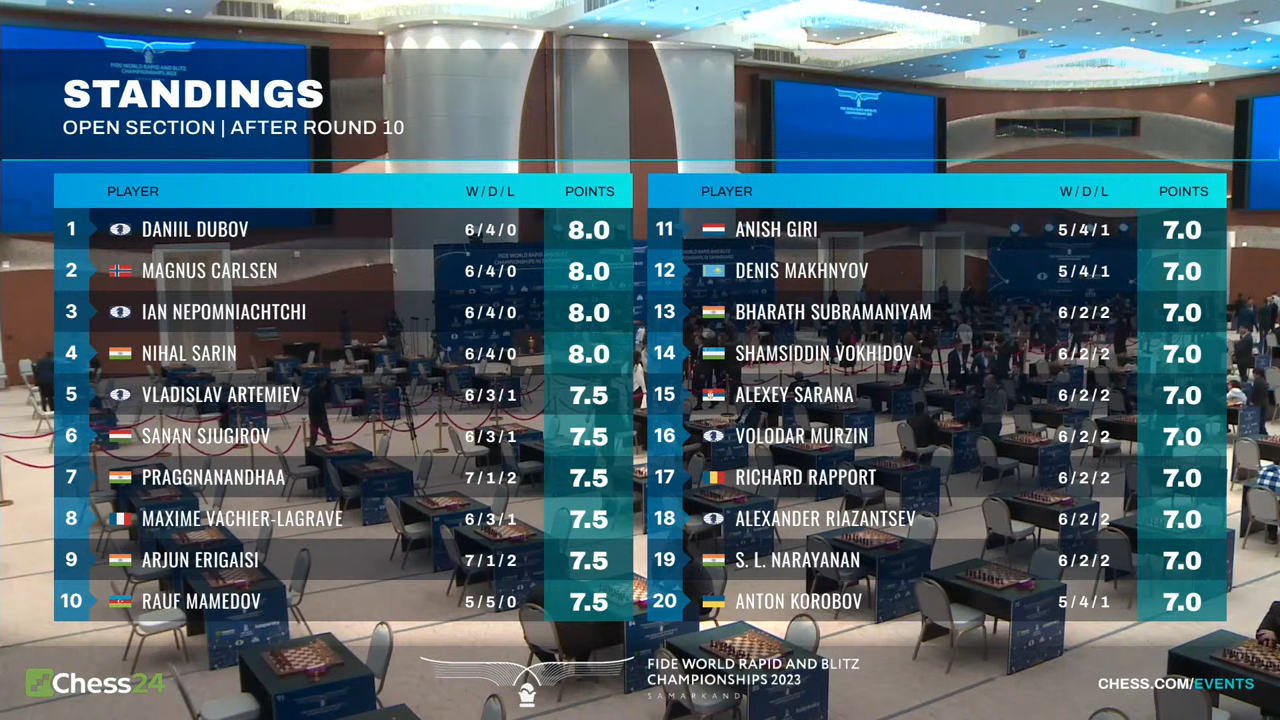 FIDE WORLD RAPID AND BLITZ
CHAMPIONSHIPS 2023
STANDINGS
OPEN SECTION | AFTER ROUND 10
PLAYER W / D / L POINTS
1 DANIIL DUBOV 6 / 4 / 0 8.0
2 MAGNUS CARLSEN 6 / 4 / 0 8.0
3 IAN NEPOMNIACHTCHI 6 / 4 / 0 8.0
4 NIHAL SARIN 6 / 4 / 0 8.0
5 VLADISLAV ARTEMIEV 6 / 3 / 1 7.5
6 SANAN SJUGIROV 6 / 3 / 1 7.5
7 PRAGGNANANDHAA 7 / 1 / 2 7.5
8 MAXIME VACHIER-LAGRAVE 6 / 3 / 1 7.5
9 ARJUN ERIGAISI 7 / 1 / 2 7.5
10 RAUF MAMEDOV 5 / 5 / 0 7.5
PLAYER W / D / L POINTS
11 ANISH GIRI 5 / 4 / 1 7.0
12 DENIS MAKHNYOV 5 / 4 / 1 7.0
13 BHARATH SUBRAMANIYAM 6 / 2 / 2 7.0
14 SHAMSIDDIN VOKHIDOV 6 / 2 / 2 7.0
15 ALEXEY SARANA 6 / 2 / 2 7.0
16 VOLODAR MURZIN 6 / 2 / 2 7.0
17 RICHARD RAPPORT 6 / 2 / 2 7.0
18 ALEXANDER RIAZANTSEV 6 / 2 / 2 7.0
19 S. L. NARAYANAN 6 / 2 / 2 7.0
20 ANTON KOROBOV 5 / 4 / 1 7.0
Chess24
FIDE WORLD RAPID AND BLITZ
CHAMPIONSHIPS 2023
SAMARKAND
CHESS.COM/EVENTS